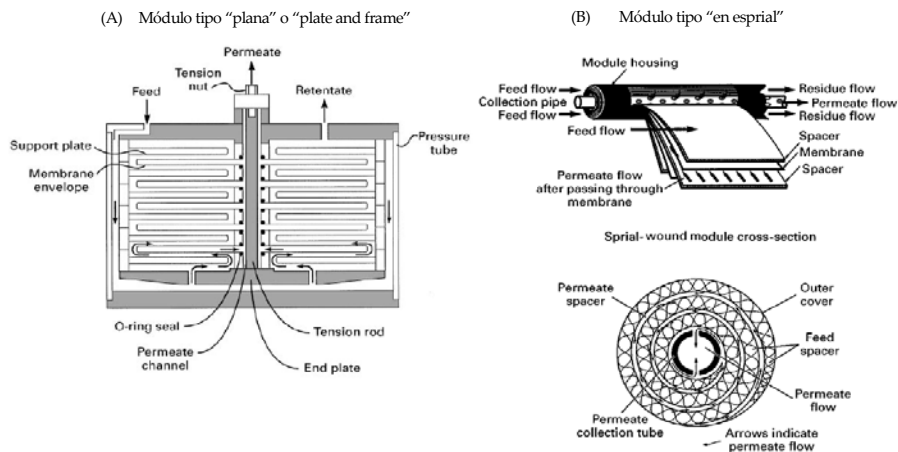 (A) Módulo tipo “plana” o “plate and frame”
Permeate
Tension
nut
Feed
Retentate
Support plate
Membrane
envelope
Pressure
tube
O-ring seal
Permeate
channel
End plate
Tension rod
(B) Módulo tipo “en esprial”
Module housing
Feed flow
Collection pipe
Feed flow
Residue flow
Permeate flow
Residue flow
Feed flow
Spacer
Membrane
Spacer
Permeate flow
after passing through
membrane
Sprial-wound module cross-section
Permeate
spacer
Outer
cover
Feed
spacer
Permeate
flow
Permeate
collection tube
Arrows indicate
permeate flow